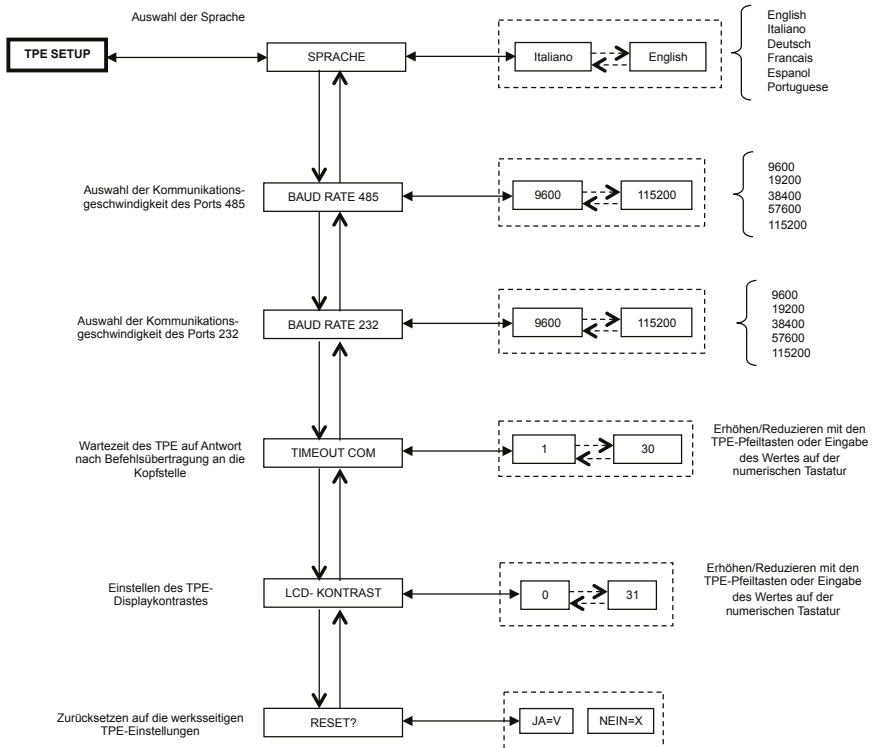 Auswahl der Sprache
TPE SETUP
SPRACHE
Italiano
English
English
Italiano
Deutsch
Francais
Espanol
Portuguese
Auswahl der Kommunikations-
geschwindigkeit des Ports 485
BAUD RATE 485
9600
115200
9600
19200
38400
57600
115200
Auswahl der Kommunikations-
geschwindigkeit des Ports 232
BAUD RATE 232
9600
115200
9600
19200
38400
57600
115200
Wartezeit des TPE auf Antwort
nach Befehlsübertragung an die
Kopfstelle
TIMEOUT COM
1
30
Erhöhen/Reduzieren mit den
TPE-Pfeiltasten oder Eingabe
des Wertes auf der
numerischen Tastatur
Einstellen des TPE-
Displaykontrastes
LCD- KONTRAST
0
31
Erhöhen/Reduzieren mit den
TPE-Pfeiltasten oder Eingabe
des Wertes auf der
numerischen Tastatur
Zurücksetzen auf die werksseitigen
TPE-Einstellungen
RESET?
JA=V
NEIN=X